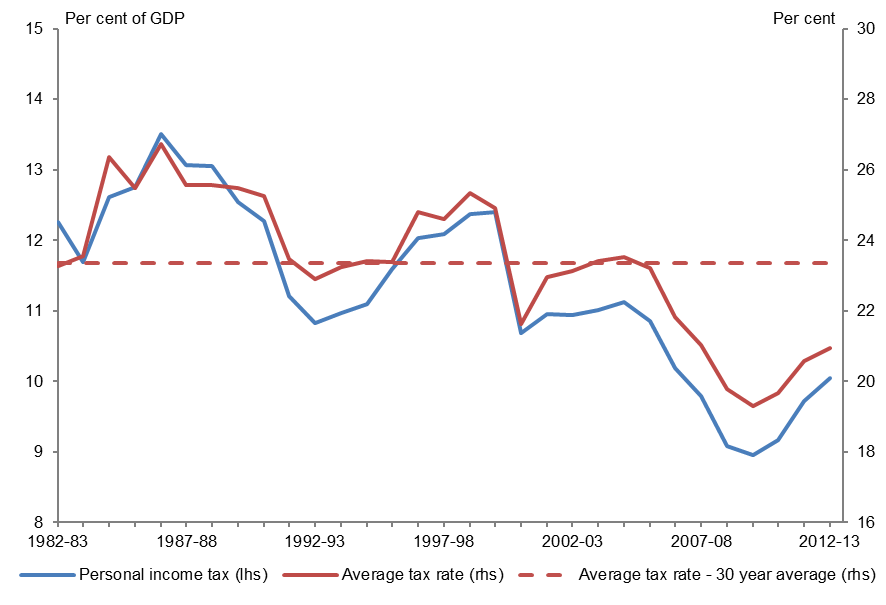 Per cent of GDP Per cent
15 30
14 28
13 26
12 24
11 22
10 20
9 18
8 16
1982-83 1987-88 1992-93 1997-98 2002-03 2007-08 2012-13
Personal income tax (lhs) Average tax rate (rhs) Average tax rate - 30 year average (rhs)